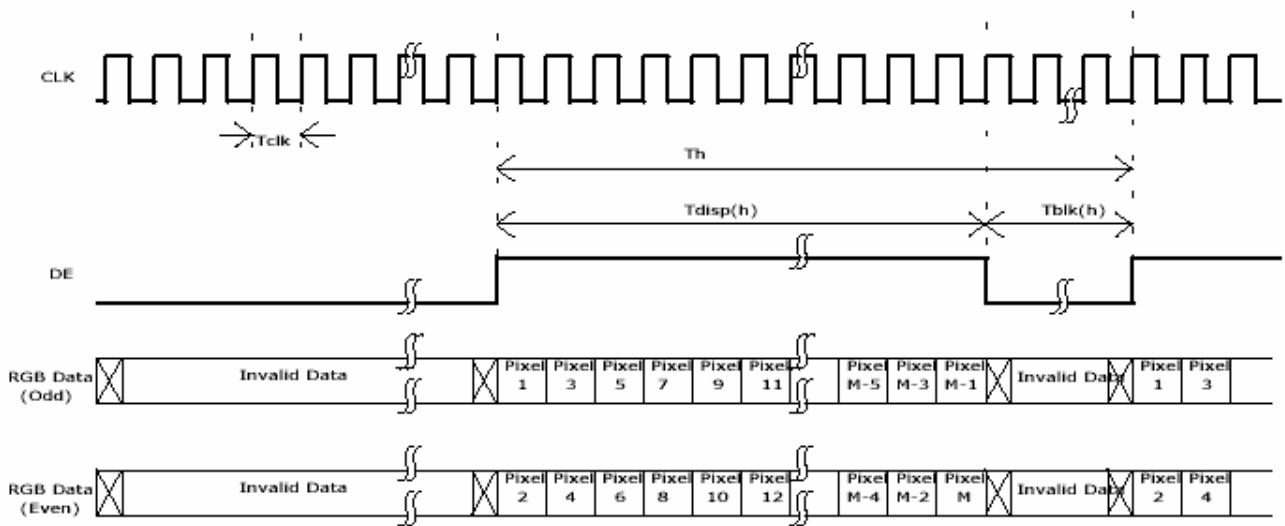 CLK
Tclk
Th
Tdisp(h) Tblk(h)
DE
RGB Data (Odd) Invalid Data Pixel 1 Pixel 3 Pixel 5 Pixel 7 Pixel 9 Pixel 11 Pixel M-5 Pixel M-3 Pixel M-1 Invalid Data Pixel 1 Pixel 3
RGB Data (Even) Invalid Data Pixel 2 Pixel 4 Pixel 6 Pixel 8 Pixel 10 Pixel 12 Pixel M-4 Pixel M-2 Pixel M Invalid Data Pixel 2 Pixel 4